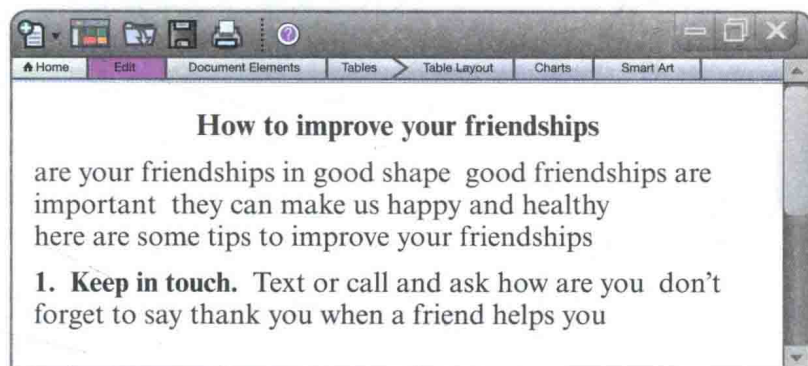 ?
Home Edit Document Elements Tables Table Layout Charts Smart Art
How to improve your friendships
are your friendships in good shape  good friendships are
important  they can make us happy and healthy
here are some tips to improve your friendships
1.  Keep in touch.  Text or call and ask how are you  don't
forget to say thank you when a friend helps you